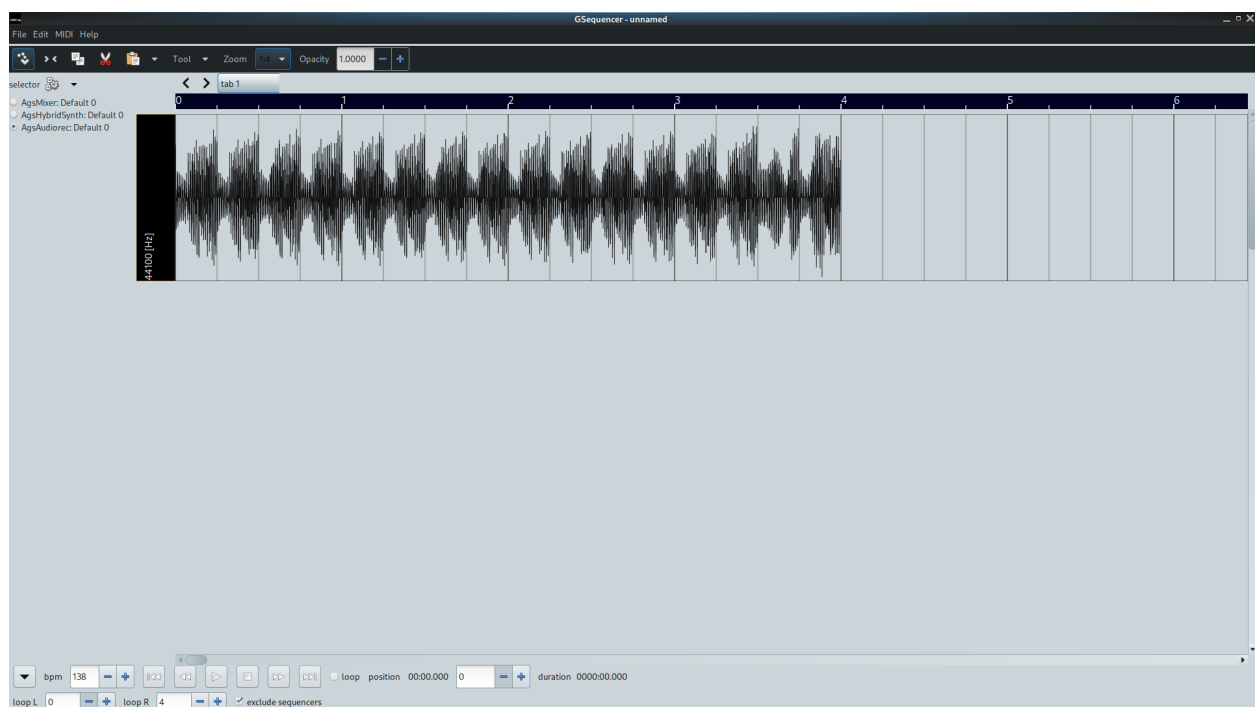 GSequencer - unnamed
File Edit MIDI Help
Tool Zoom 1:4 Opacity 1.0000
selector tab 1
AgsMixer: Default 0
AgsHybridSynth: Default 0
AgsAudiorec: Default 0
0 1 2 3 4 5 6
44100 [Hz]
bpm 138 loop position 00:00.000 0 duration 0000:00.000
loop L 0 loop R 4 exclude sequencers